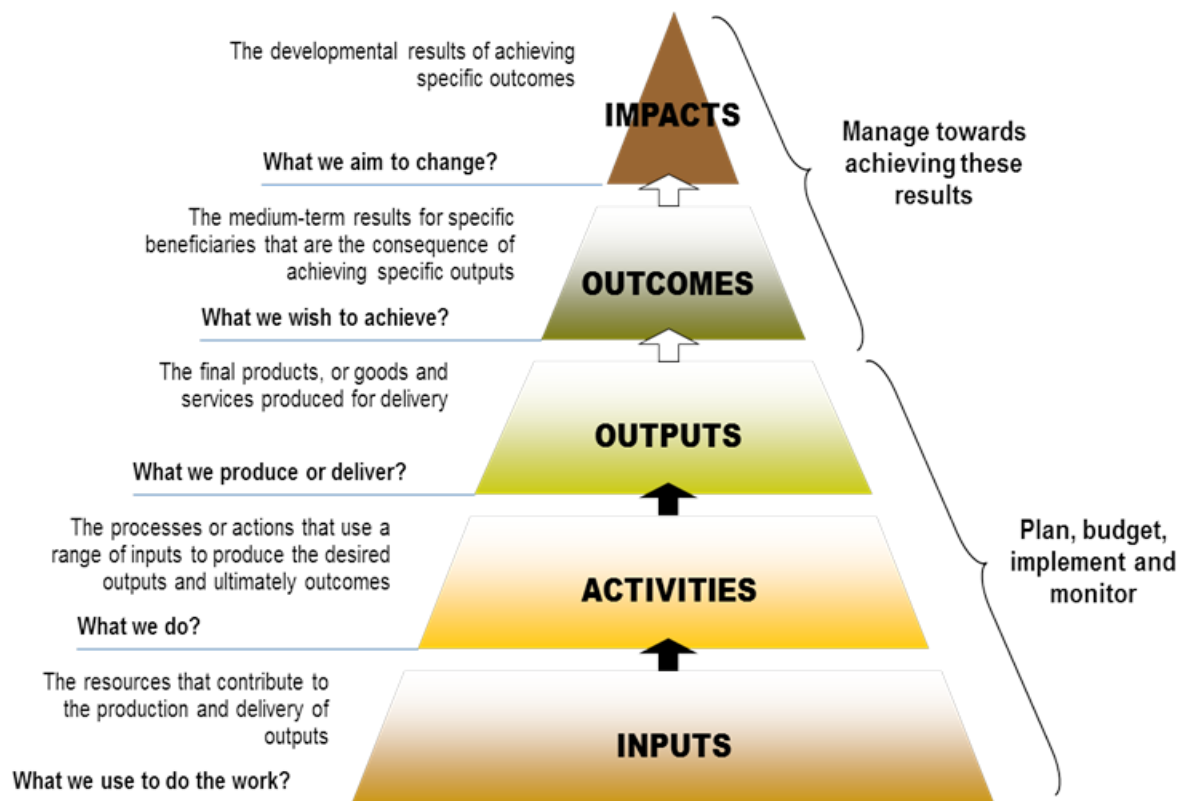 The developmental results of achieving
specific outcomes
IMPACTS
What we aim to change?
Manage towards
achieving these
results
The medium-term results for specific
beneficiaries that are the consequence of
achieving specific outputs
OUTCOMES
What we wish to achieve?
The final products, or goods and
services produced for delivery
OUTPUTS
What we produce or deliver?
The processes or actions that use a
range of inputs to produce the desired
outputs and ultimately outcomes
ACTIVITIES
What we do?
Plan, budget,
implement and
monitor
The resources that contribute to
the production and delivery of
outputs
INPUTS
What we use to do the work?